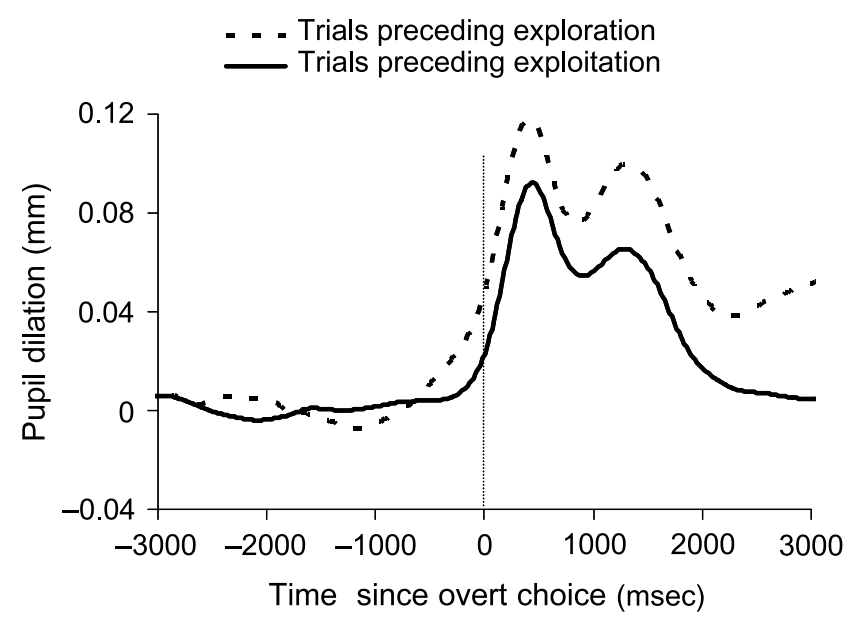 Trials preceding exploration
Trials preceding exploitation
0.12
0.08
0.04
0
–0.04
Pupil dilation (mm)
–3000 –2000 –1000 0 1000 2000 3000
Time since overt choice (msec)